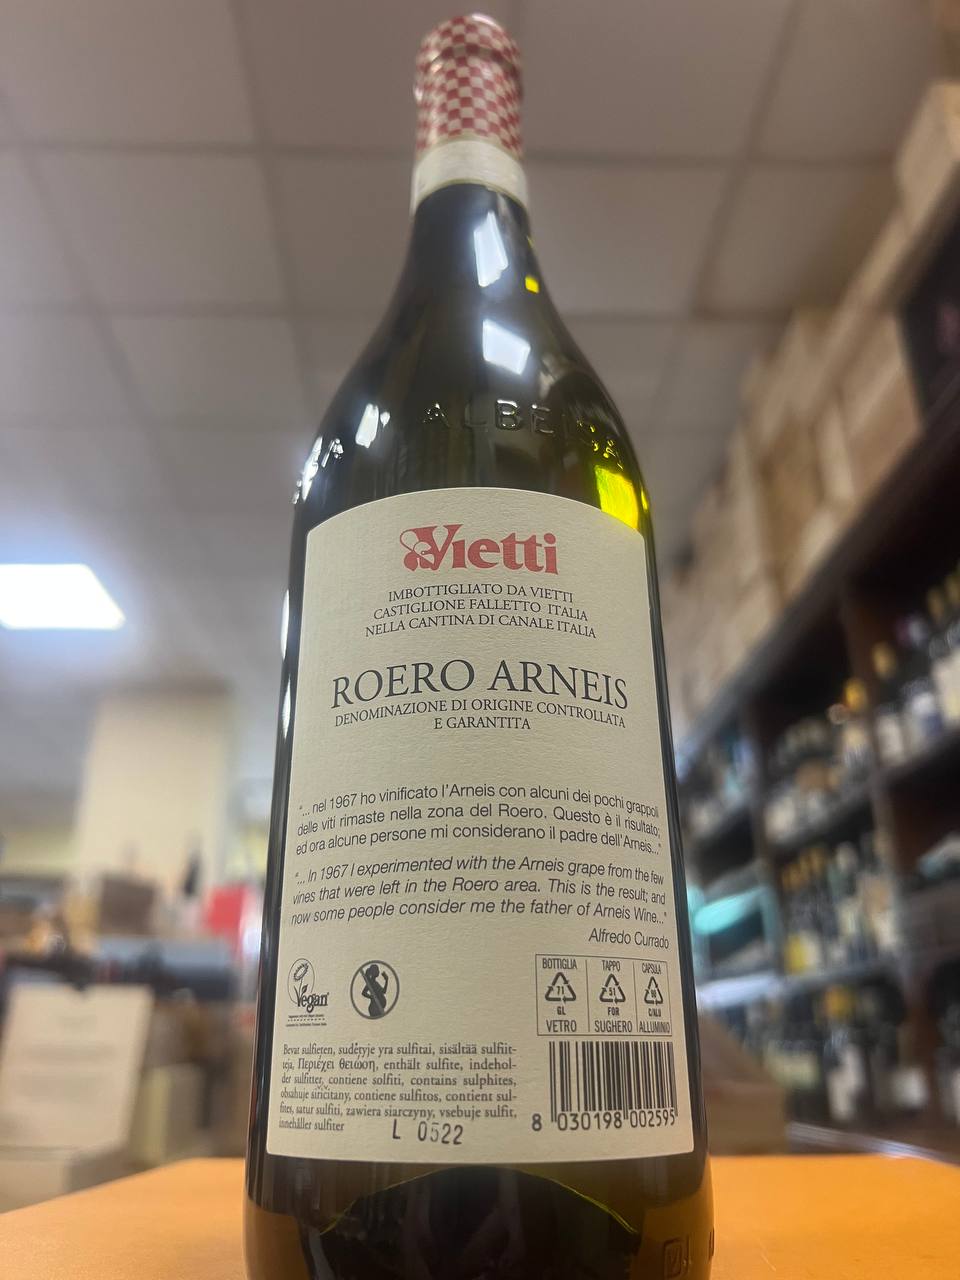 ALBEISA
Vietti
IMBOTTIGLIATO DA VIETTI
CASTIGLIONE FALLETTO ITALIA
NELLA CANTINA DI CANALE ITALIA
ROERO ARNEIS
DENOMINAZIONE DI ORIGINE CONTROLLATA
E GARANTITA
"... nel 1967 ho vinificato l'Arneis con alcuni dei pochi grappoli
delle viti rimaste nella zona del Roero. Questo è il risultato;
ed ora alcune persone mi considerano il padre dell'Arneis..."
"... In 1967 I experimented with the Arneis grape from the few
vines that were left in the Roero area. This is the result; and
now some people consider me the father of Arneis Wine..."
Alfredo Currado
Vegan
BOTTIGLIA TAPPO CAPSULA
71 51 90
GL FOR C/ALU
VETRO SUGHERO ALLUMINIO
Bevat sulfieten, sudėtyje yra sulfitai, sisältää sulfiit-
teja, Περιέχει θειώδη, enthält sulfite, indehol-
der sulfitter, contiene solfiti, contains sulphites,
obsahuje siřičitany, contiene sulfitos, contient sul-
fites, satur sulfiti, zawiera siarczyny, vsebuje sulfit,
innehåller sulfiter
L 0522
8 030198 002595